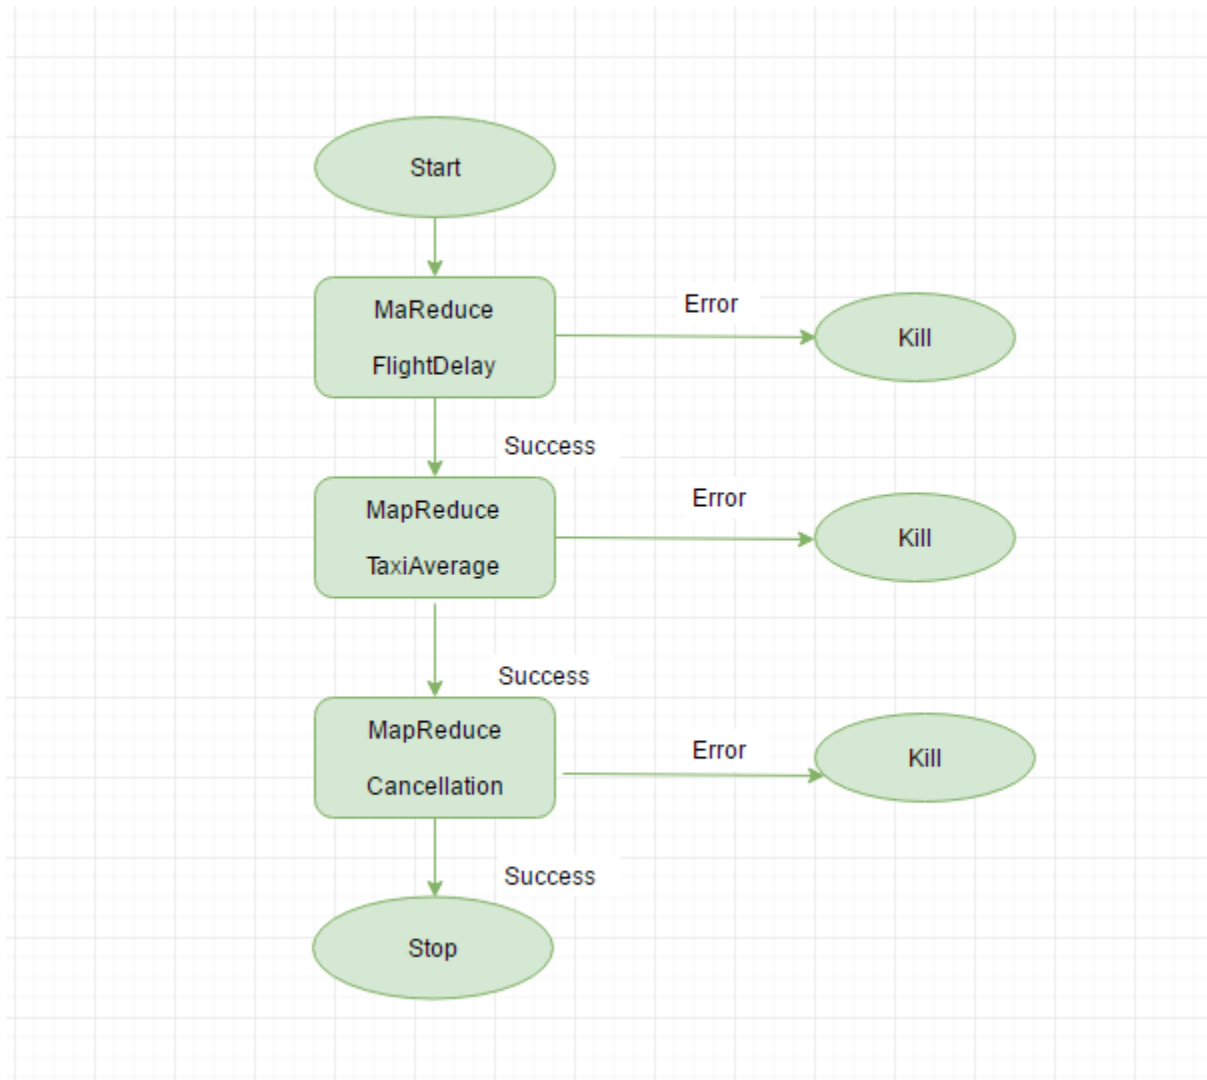 Start
MaReduce
FlightDelay
Error
Kill
Success
MapReduce
TaxiAverage
Error
Kill
Success
MapReduce
Cancellation
Error
Kill
Success
Stop